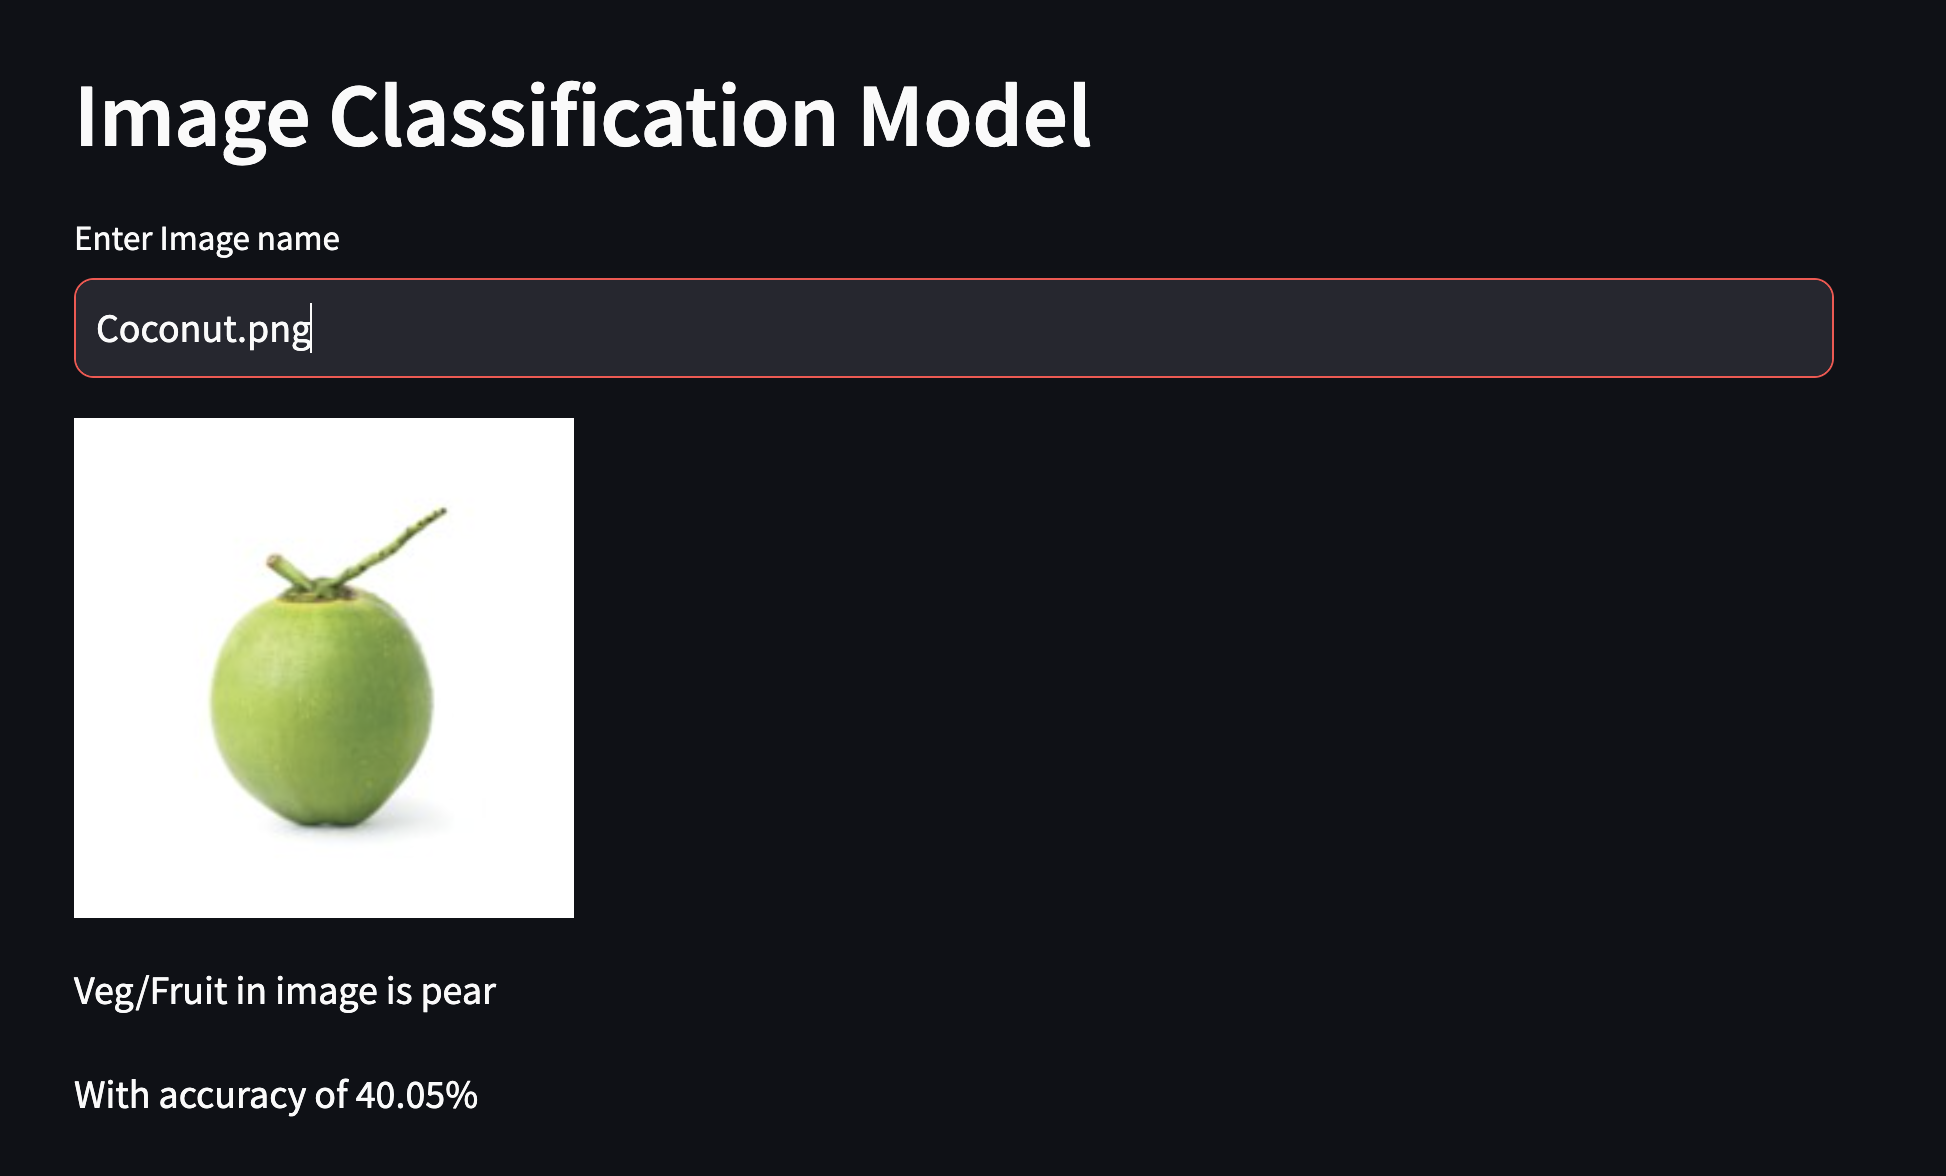 Image Classification Model
Enter Image name
Coconut.png
Veg/Fruit in image is pear
With accuracy of 40.05%